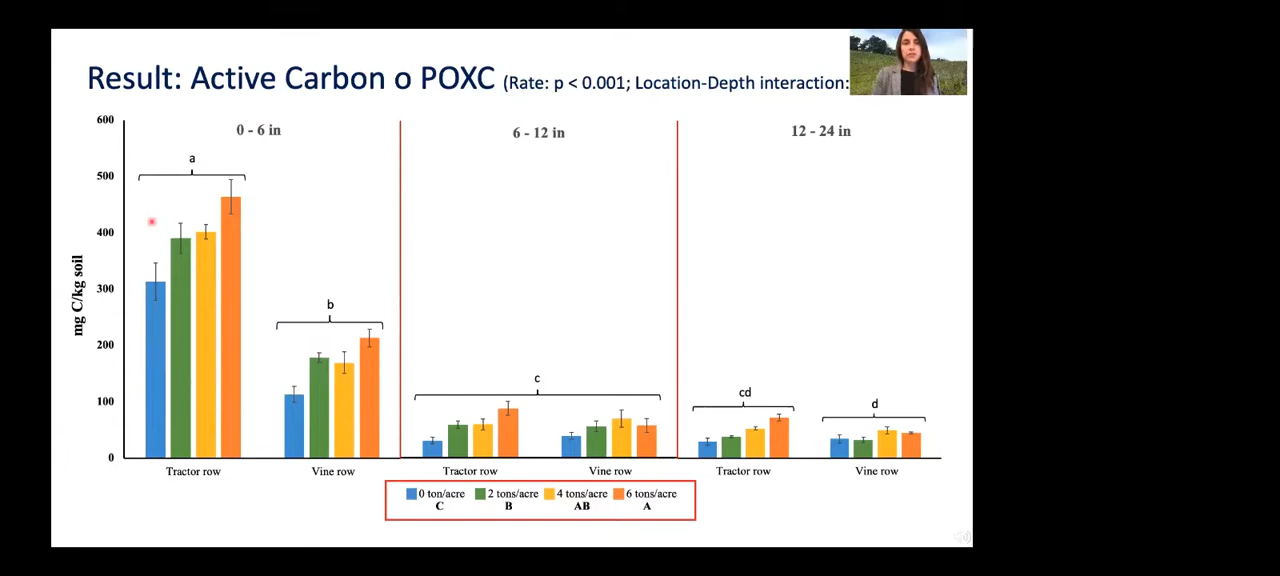 Result: Active Carbon o POXC (Rate: p < 0.001; Location-Depth interaction:
600
500
400
300
200
100
0
mg C/kg soil
0 - 6 in
6 - 12 in
12 - 24 in
a
b
c
cd
d
Tractor row
Vine row
Tractor row
Vine row
Tractor row
Vine row
0 ton/acre 2 tons/acre 4 tons/acre 6 tons/acre
C B AB A